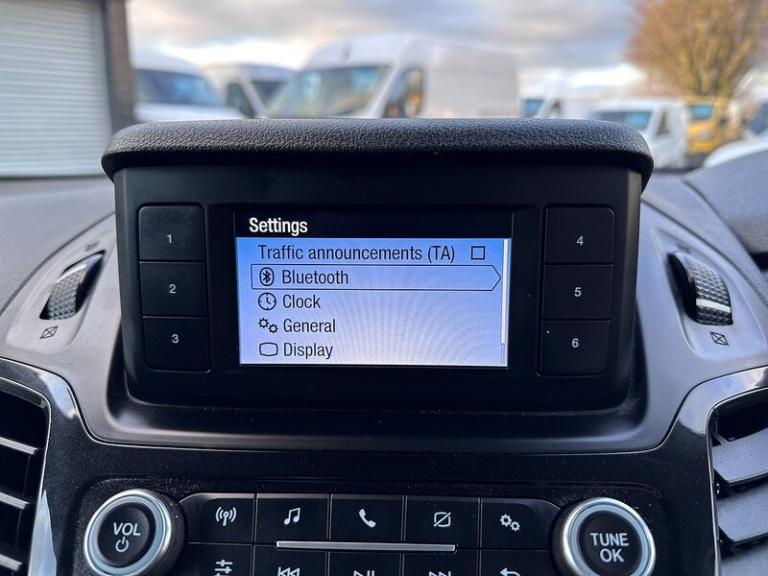 Settings
Traffic announcements (TA)
Bluetooth
Clock
General
Display
1
2
3
4
5
6
VOL
TUNE
OK